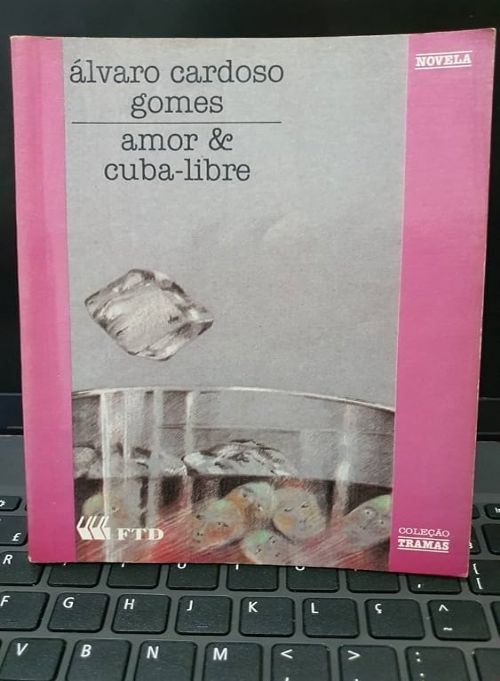 álvaro cardoso
gomes
amor &
cuba-libre
NOVELA
FTD
COLEÇÃO
TRAMAS
£
R T Y U I O P
F G H J K L Ç ^
V B N M < > :